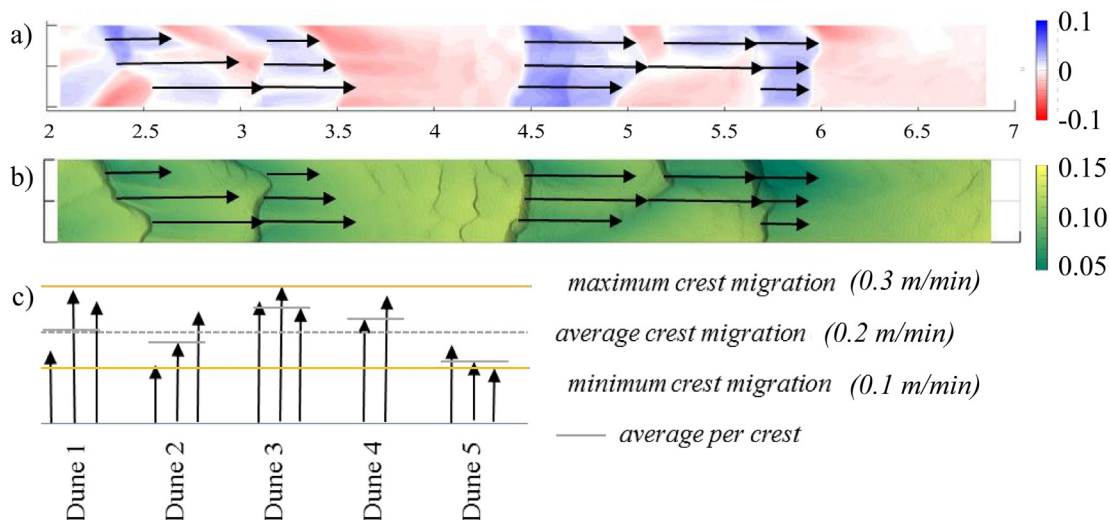 a)
0.1
0
-0.1
2 2.5 3 3.5 4 4.5 5 5.5 6 6.5 7
b)
0.15
0.10
0.05
c)
maximum crest migration (0.3 m/min)
average crest migration (0.2 m/min)
minimum crest migration (0.1 m/min)
average per crest
Dune 1
Dune 2
Dune 3
Dune 4
Dune 5